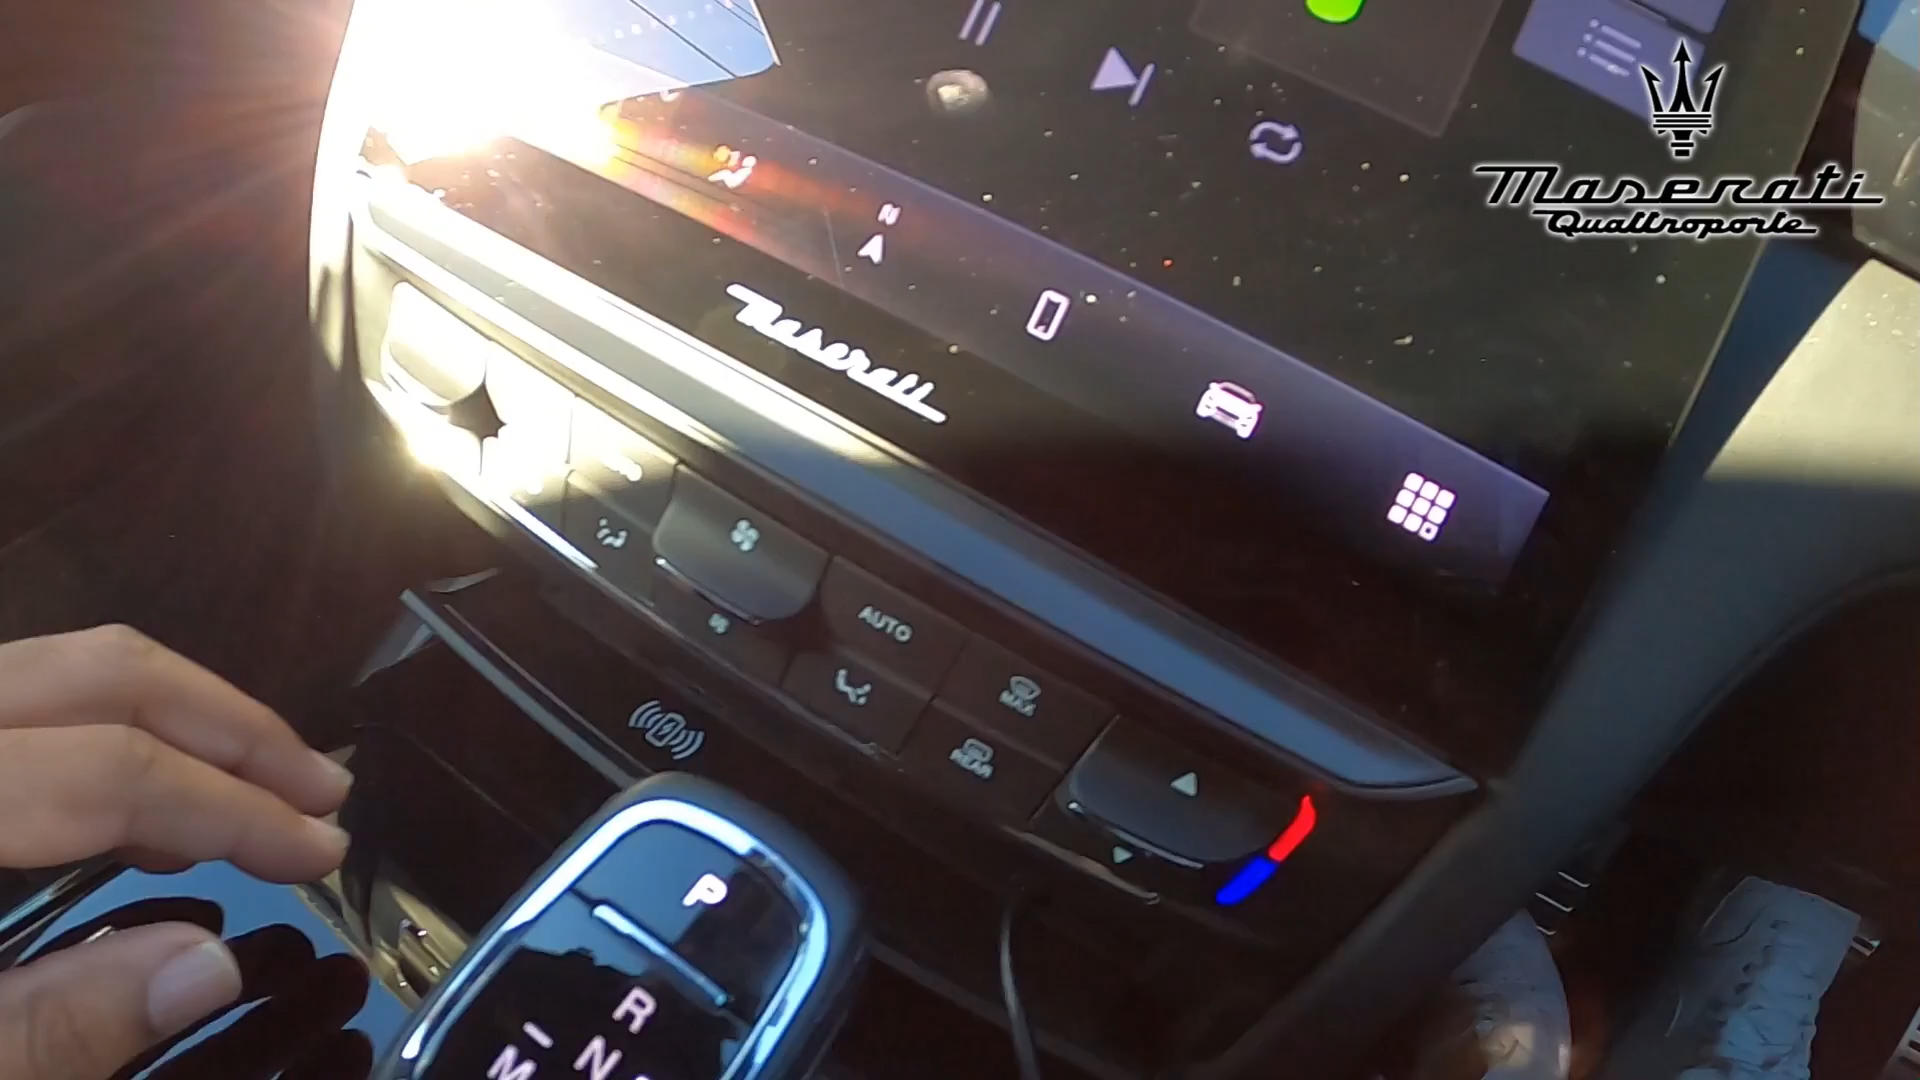 Maserati
Quattroporte
N
Maserati
AUTO
MAX
REAR
P
R
N
M